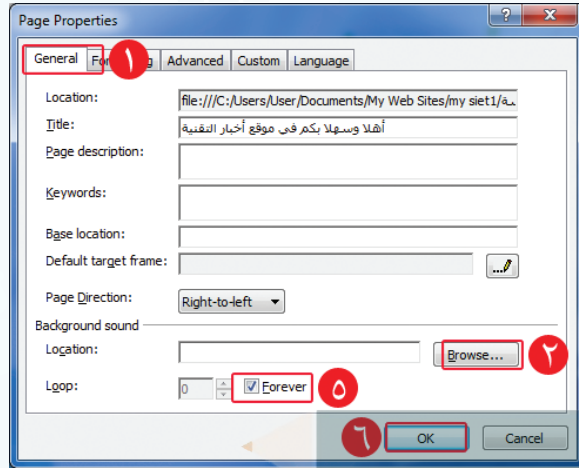 Page Properties
General ١ Advanced Custom Language
Location: file:///C:/Users/User/Documents/My Web Sites/my siet1/
Title: أهلا وسهلا بكم في موقع أخبار التقنية
Page description:
Keywords:
Base location:
Default target frame:
Page Direction: Right-to-left
Background sound
Location: Browse... ٢
Loop: 0 Forever ٥
٦ OK Cancel